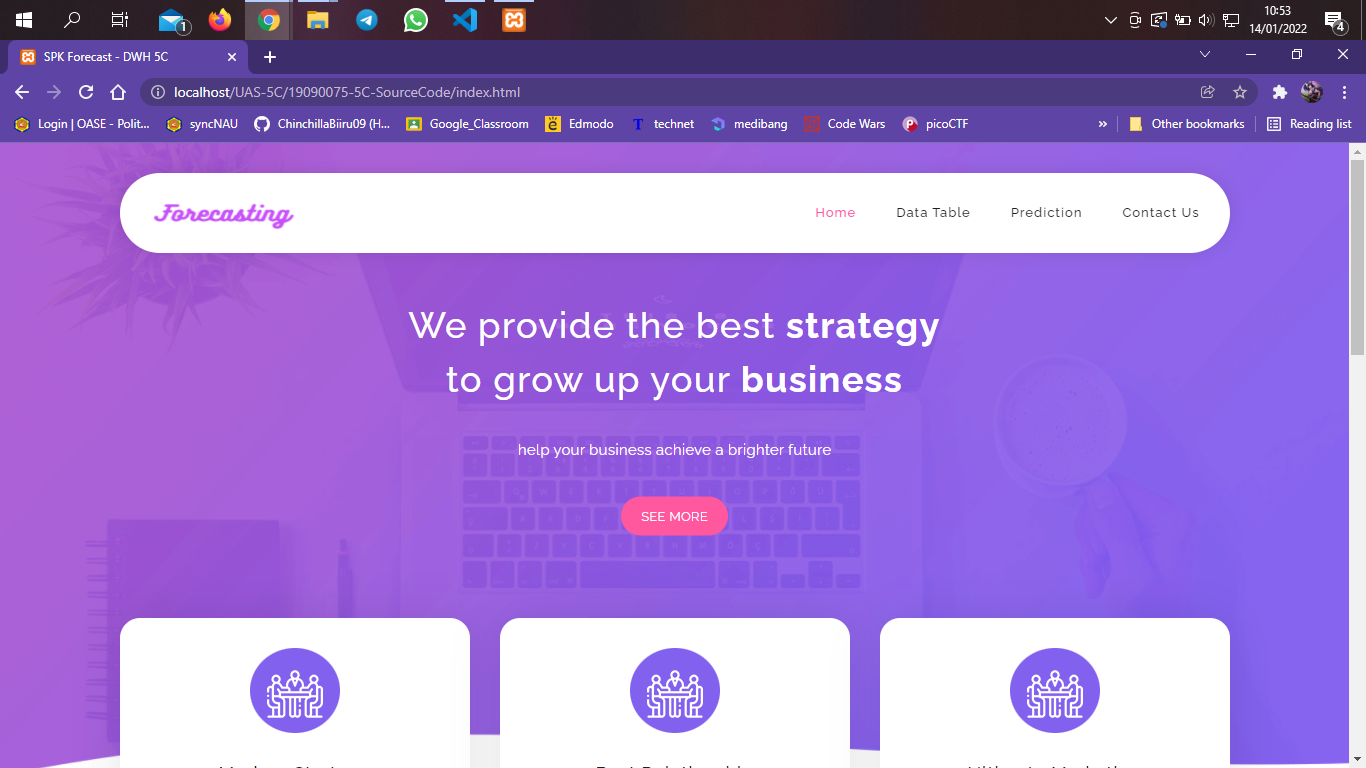 10:53
14/01/2022
1
4
SPK Forecast - DWH 5C
localhost/UAS-5C/19090075-5C-SourceCode/index.html
Login | OASE - Polit... syncNAU ChinchillaBiiru09 (H... Google_Classroom Edmodo technet medibang Code Wars picoCTF » Other bookmarks Reading list
Forecasting Home Data Table Prediction Contact Us
We provide the best strategy
to grow up your business
help your business achieve a brighter future
SEE MORE